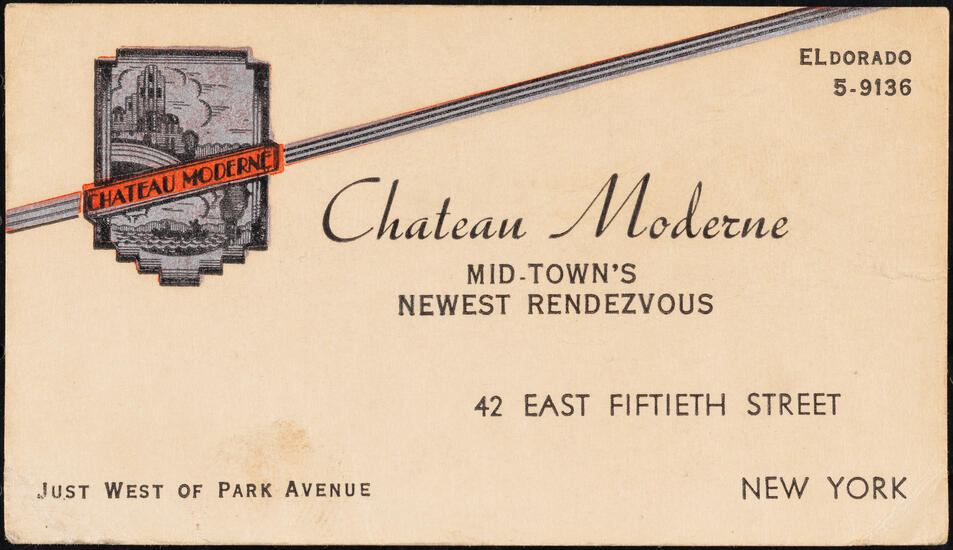 ELDORADO
5-9136
CHATEAU MODERNE
Chateau Moderne
MID-TOWN'S
NEWEST RENDEZVOUS
42 EAST FIFTIETH STREET
JUST WEST OF PARK AVENUE
NEW YORK